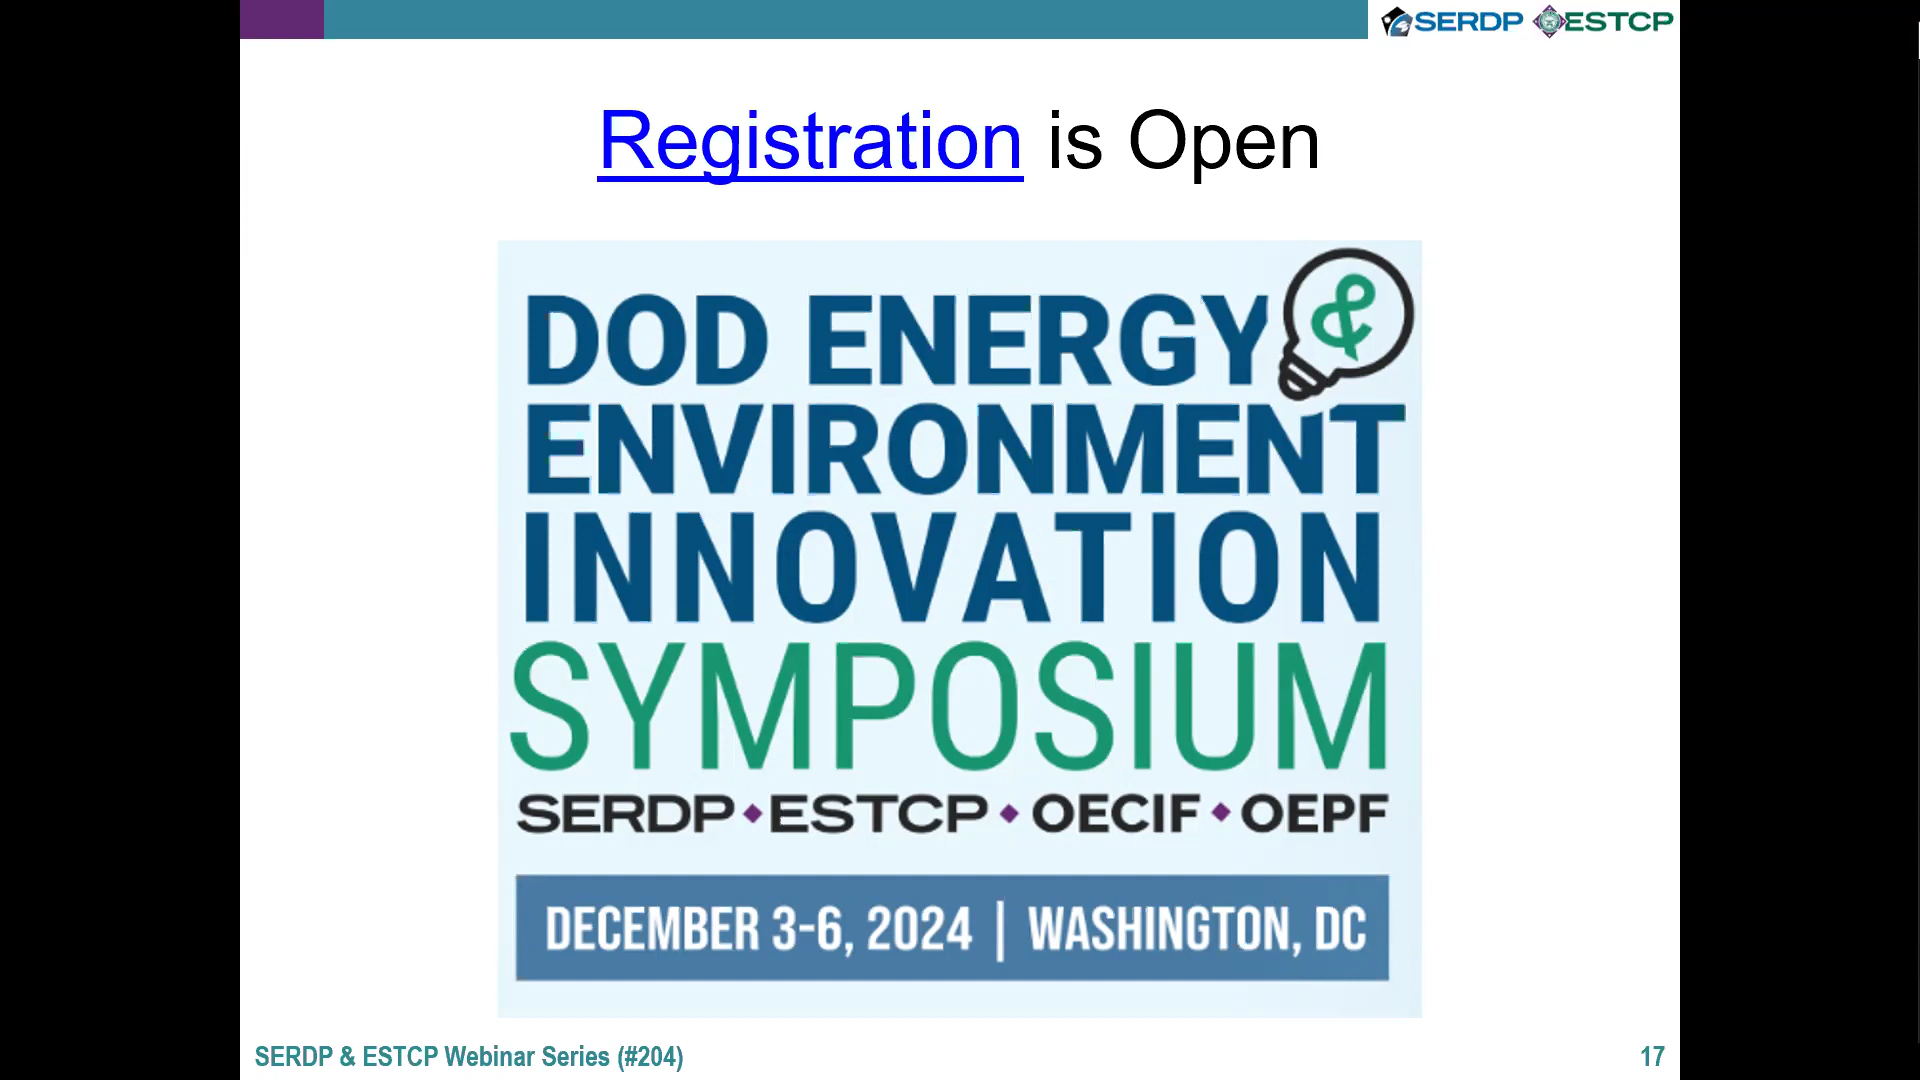 SERDP ESTCP
Registration is Open
DOD ENERGY &
ENVIRONMENT
INNOVATION
SYMPOSIUM
SERDP◆ESTCP◆OECIF◆OEPF
DECEMBER 3-6, 2024 | WASHINGTON, DC
SERDP & ESTCP Webinar Series (#204)
17